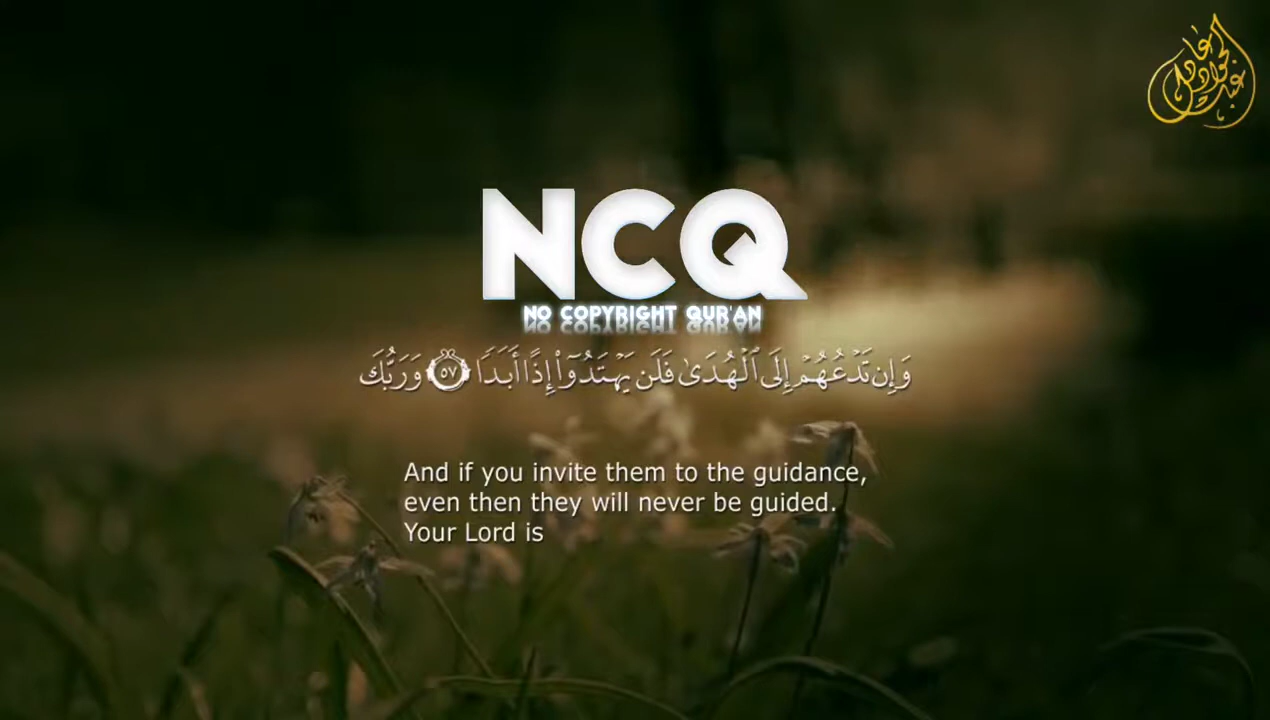 NCQ
NO COPYRIGHT QUR'AN
وَإِن تَدْعُهُمْ إِلَى ٱلْهُدَىٰ فَلَن يَهْتَدُوٓا۟ إِذًا أَبَدًا ۝٥٧ وَرَبُّكَ
And if you invite them to the guidance,
even then they will never be guided.
Your Lord is